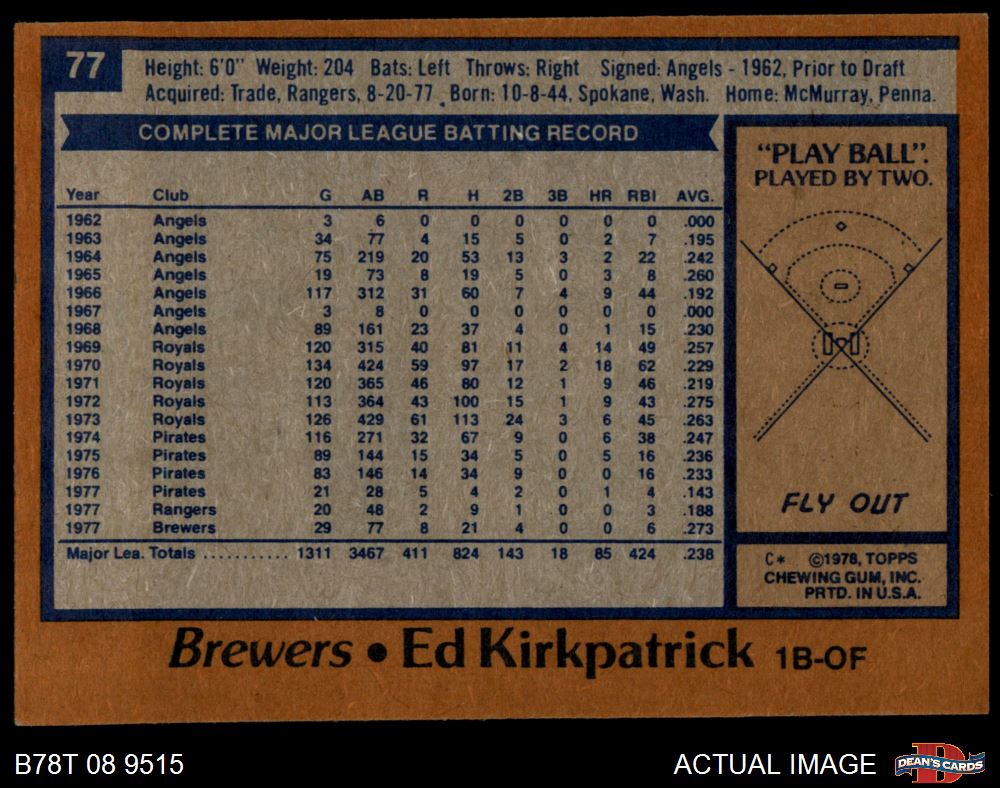 77
Height: 6'0" Weight: 204 Bats: Left Throws: Right Signed: Angels - 1962, Prior to Draft
Acquired: Trade, Rangers, 8-20-77 Born: 10-8-44, Spokane, Wash. Home: McMurray, Penna.
COMPLETE MAJOR LEAGUE BATTING RECORD
Year Club G AB R H 2B 3B HR RBI AVG.
1962 Angels 3 6 0 0 0 0 0 0 .000
1963 Angels 34 77 4 15 5 0 2 7 .195
1964 Angels 75 219 20 53 13 3 2 22 .242
1965 Angels 19 73 8 19 5 0 3 8 .260
1966 Angels 117 312 31 60 7 4 9 44 .192
1967 Angels 3 8 0 0 0 0 0 0 .000
1968 Angels 89 161 23 37 4 0 1 15 .230
1969 Royals 120 315 40 81 11 4 14 49 .257
1970 Royals 134 424 59 97 17 2 18 62 .229
1971 Royals 120 365 46 80 12 1 9 46 .219
1972 Royals 113 364 43 100 15 1 9 43 .275
1973 Royals 126 429 61 113 24 3 6 45 .263
1974 Pirates 116 271 32 67 9 0 6 38 .247
1975 Pirates 89 144 15 34 5 0 5 16 .236
1976 Pirates 83 146 14 34 9 0 0 16 .233
1977 Pirates 21 28 5 4 2 0 1 4 .143
1977 Rangers 20 48 2 9 1 0 0 3 .188
1977 Brewers 29 77 8 21 4 0 0 6 .273
Major Lea. Totals ........... 1311 3467 411 824 143 18 85 424 .238
"PLAY BALL".
PLAYED BY TWO.
FLY OUT
C* ©1978, TOPPS
CHEWING GUM, INC.
PRTD. IN U.S.A.
Brewers • Ed Kirkpatrick 1B-OF
B78T 08 9515
ACTUAL IMAGE
D
DEAN'S CARDS